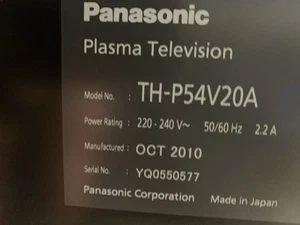 Panasonic
Plasma Television
Model No. : TH-P54V20A
Power Rating : 220 - 240 V~ 50/60 Hz 2.2 A
Manufactured : OCT 2010
Serial No. : YQ0550577
Panasonic Corporation Made in Japan